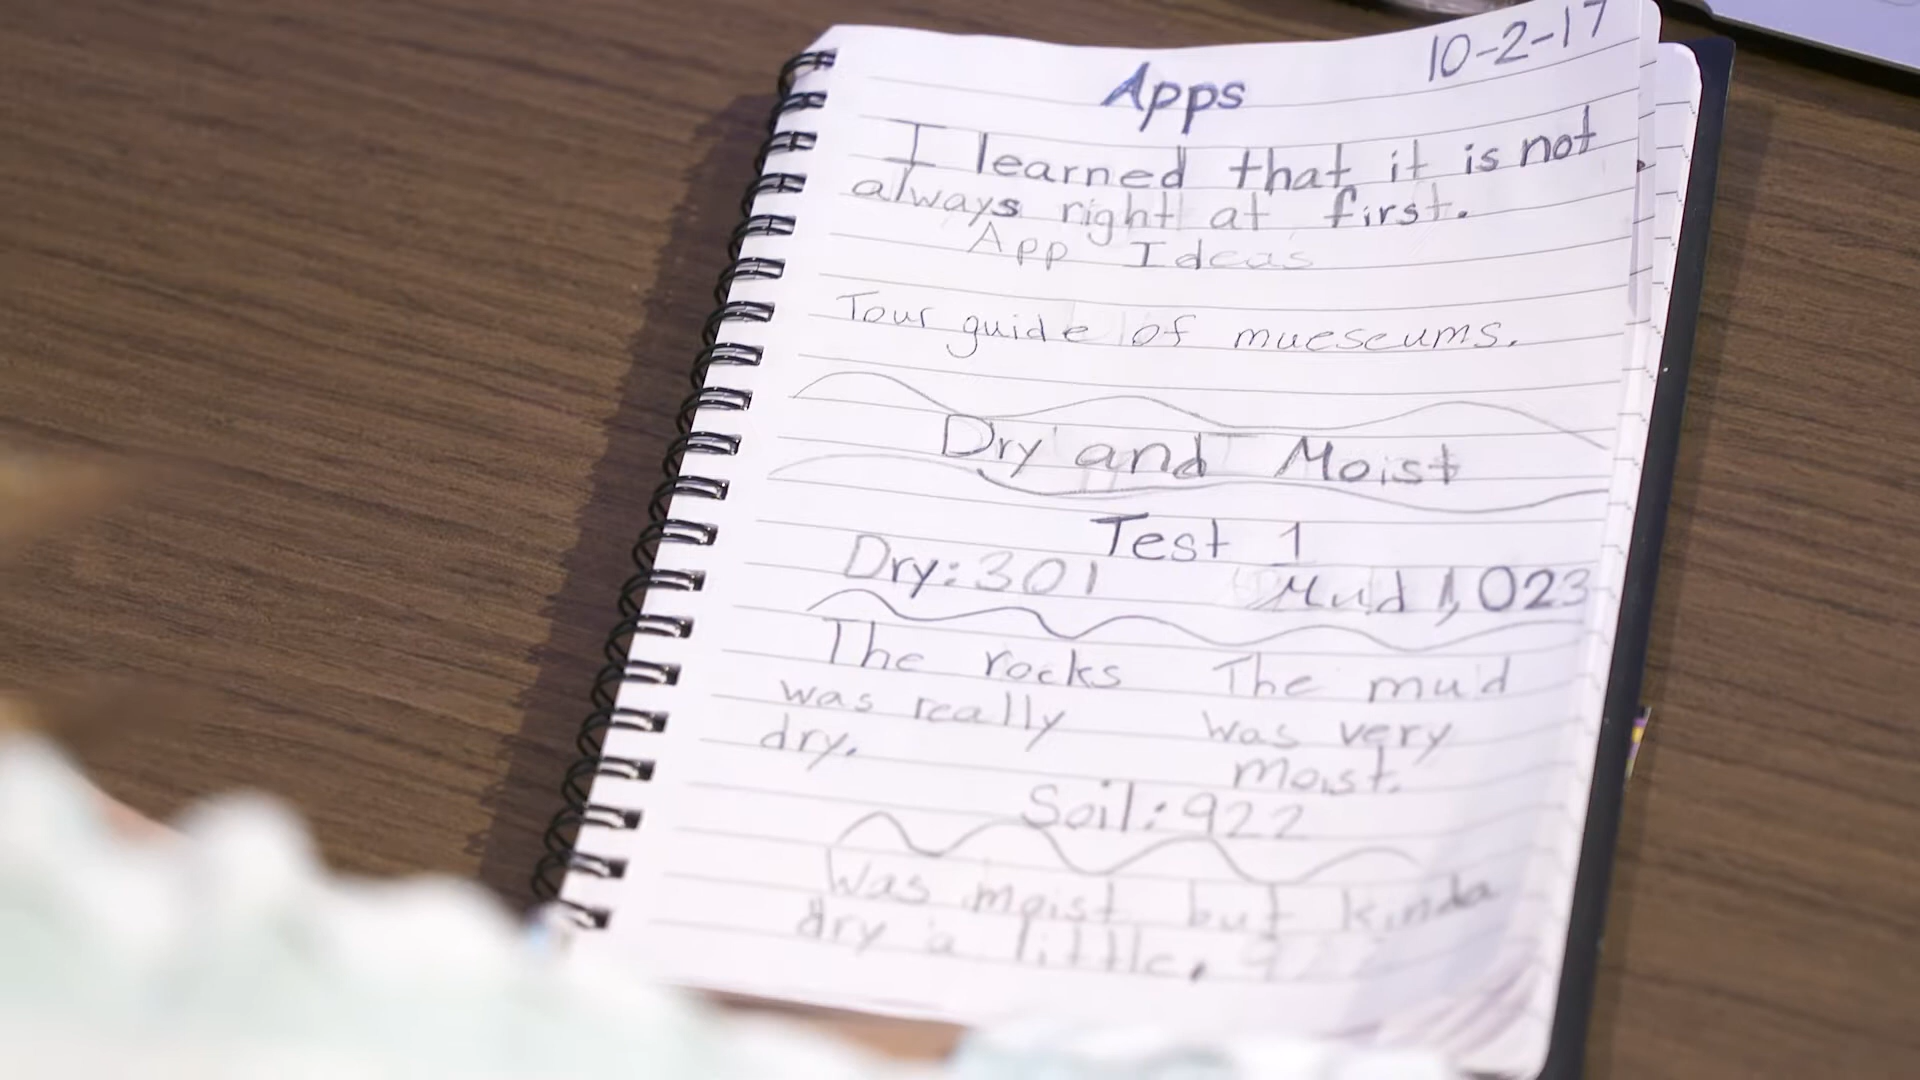 10-2-17
Apps
I learned that it is not
always right at first.
App Ideas
Tour guide of mueseums.
Dry and Moist
Test 1
Dry: 301 Mud 1,023
The rocks The mud
was really was very
dry. moist.
Soil: 922
Was moist but kinda
dry a little.